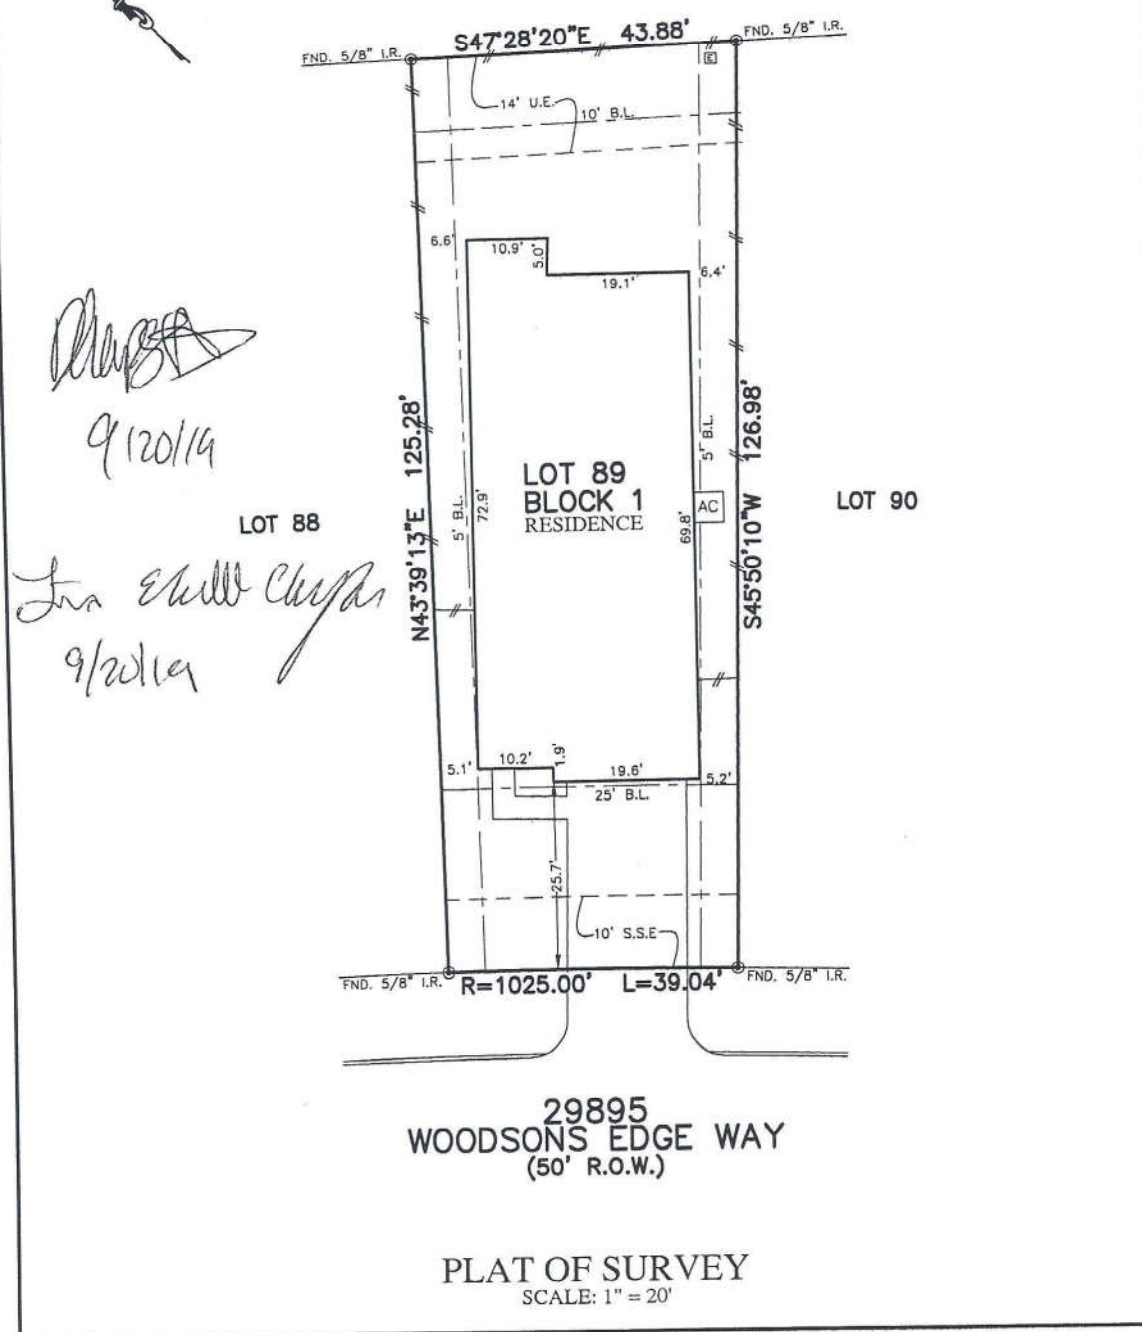 S47°28'20"E 43.88'
FND. 5/8" I.R.
FND. 5/8" I.R.
E
14' U.E.
10' B.L.
6.6'
10.9'
5.0'
19.1'
6.4'
9/20/19
N43°39'13"E 125.28'
5' B.L.
72.9'
LOT 89
BLOCK 1
RESIDENCE
69.8'
AC
5' B.L.
S45°50'10"W 126.98'
LOT 88
LOT 90
9/20/19
5.1'
10.2'
1.9'
19.6'
5.2'
25' B.L.
25.7'
10' S.S.E
FND. 5/8" I.R.
R=1025.00' L=39.04'
FND. 5/8" I.R.
29895
WOODSONS EDGE WAY
(50' R.O.W.)
PLAT OF SURVEY
SCALE: 1" = 20'